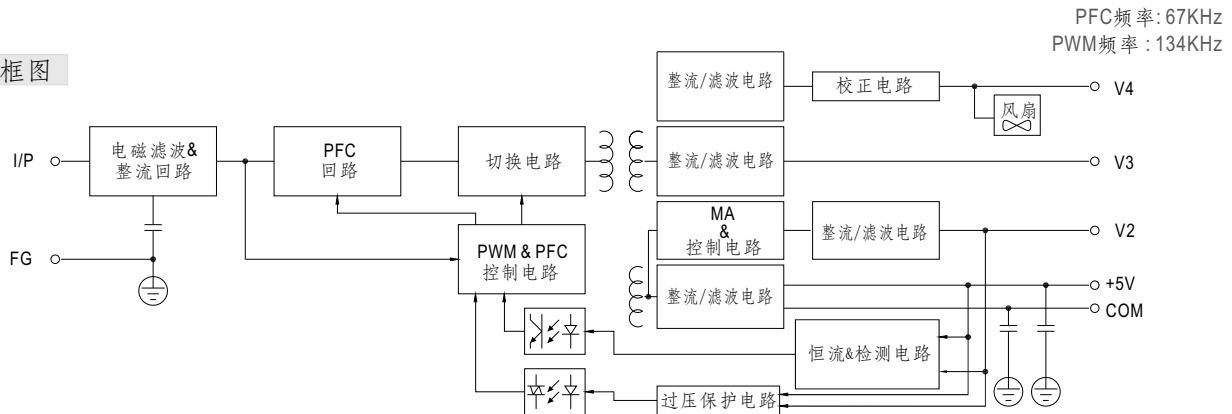 PFC频率: 67KHz
PWM频率 : 134KHz
框图
整流/滤波电路
校正电路
V4
风扇
I/P
电磁滤波&
整流回路
PFC
回路
切换电路
整流/滤波电路
V3
MA
&
控制电路
整流/滤波电路
V2
FG
PWM & PFC
控制电路
整流/滤波电路
+5V
COM
恒流&检测电路
过压保护电路